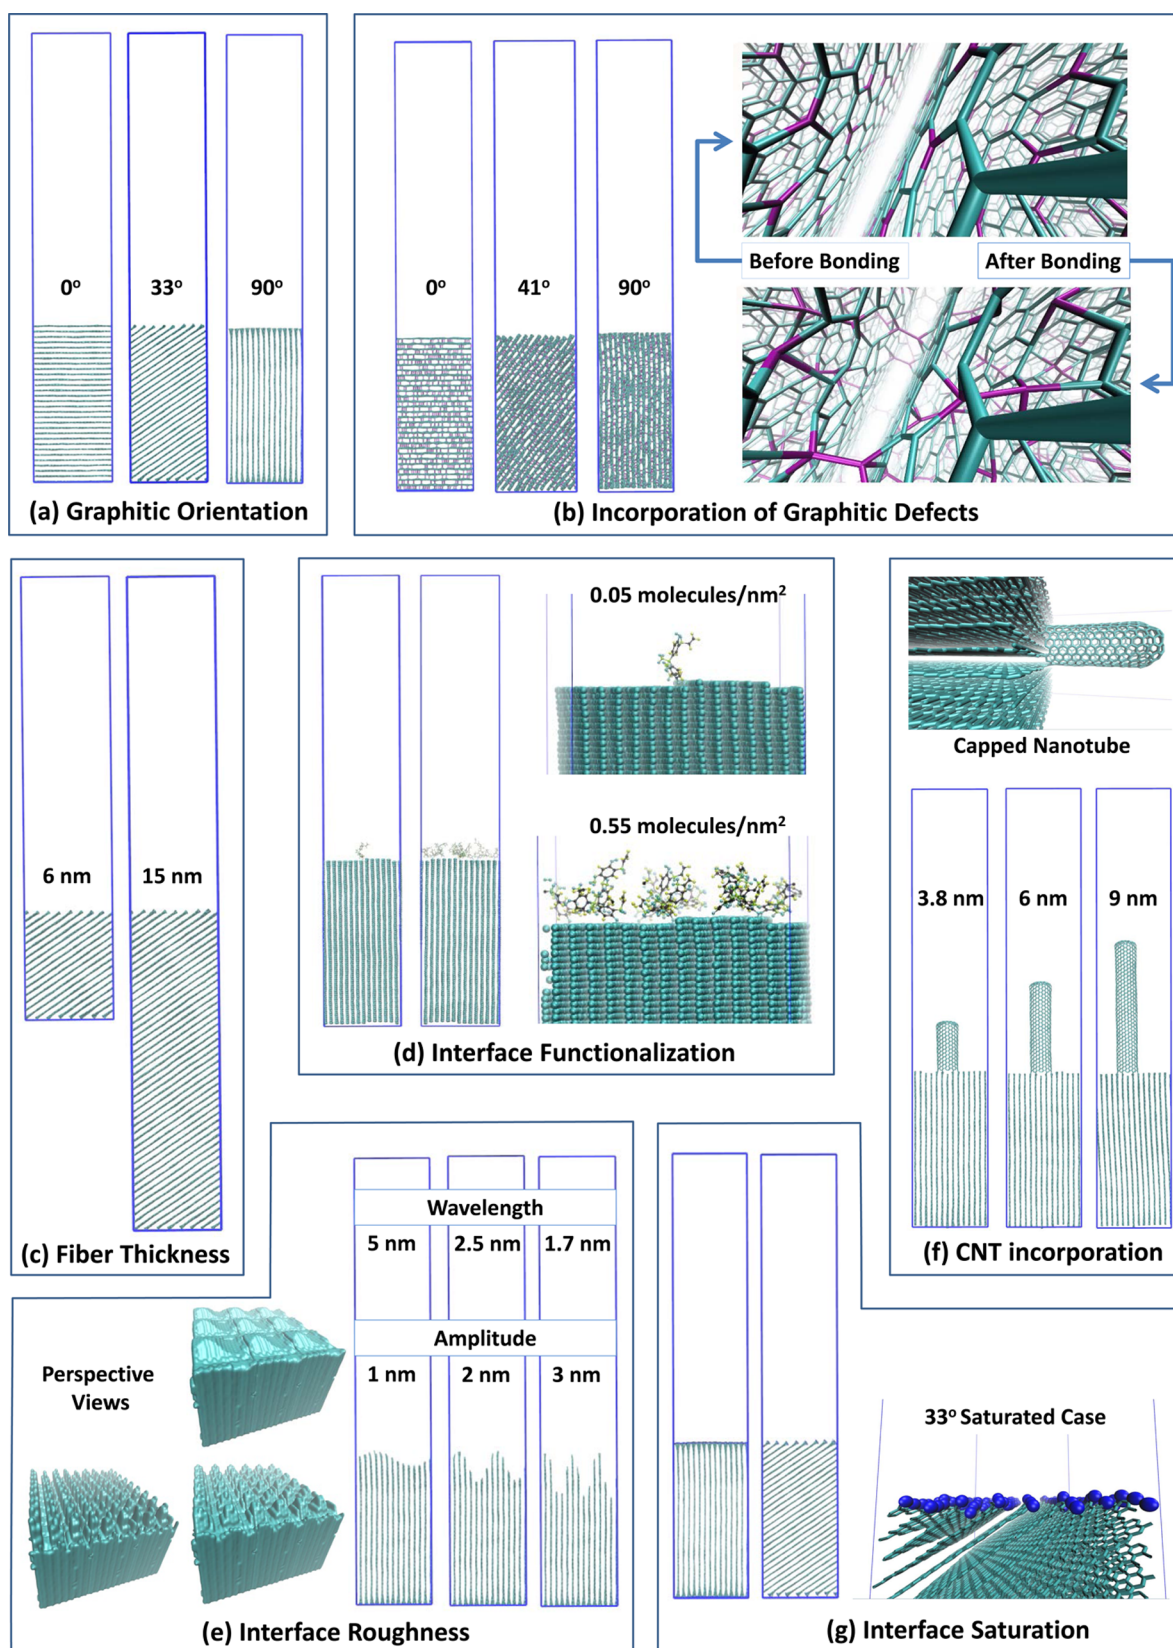 0°
33°
90°
(a) Graphitic Orientation
0°
41°
90°
Before Bonding
After Bonding
(b) Incorporation of Graphitic Defects
6 nm
15 nm
(c) Fiber Thickness
0.05 molecules/nm²
0.55 molecules/nm²
(d) Interface Functionalization
Capped Nanotube
3.8 nm
6 nm
9 nm
(f) CNT incorporation
Wavelength
5 nm
2.5 nm
1.7 nm
Amplitude
1 nm
2 nm
3 nm
Perspective
Views
(e) Interface Roughness
33° Saturated Case
(g) Interface Saturation